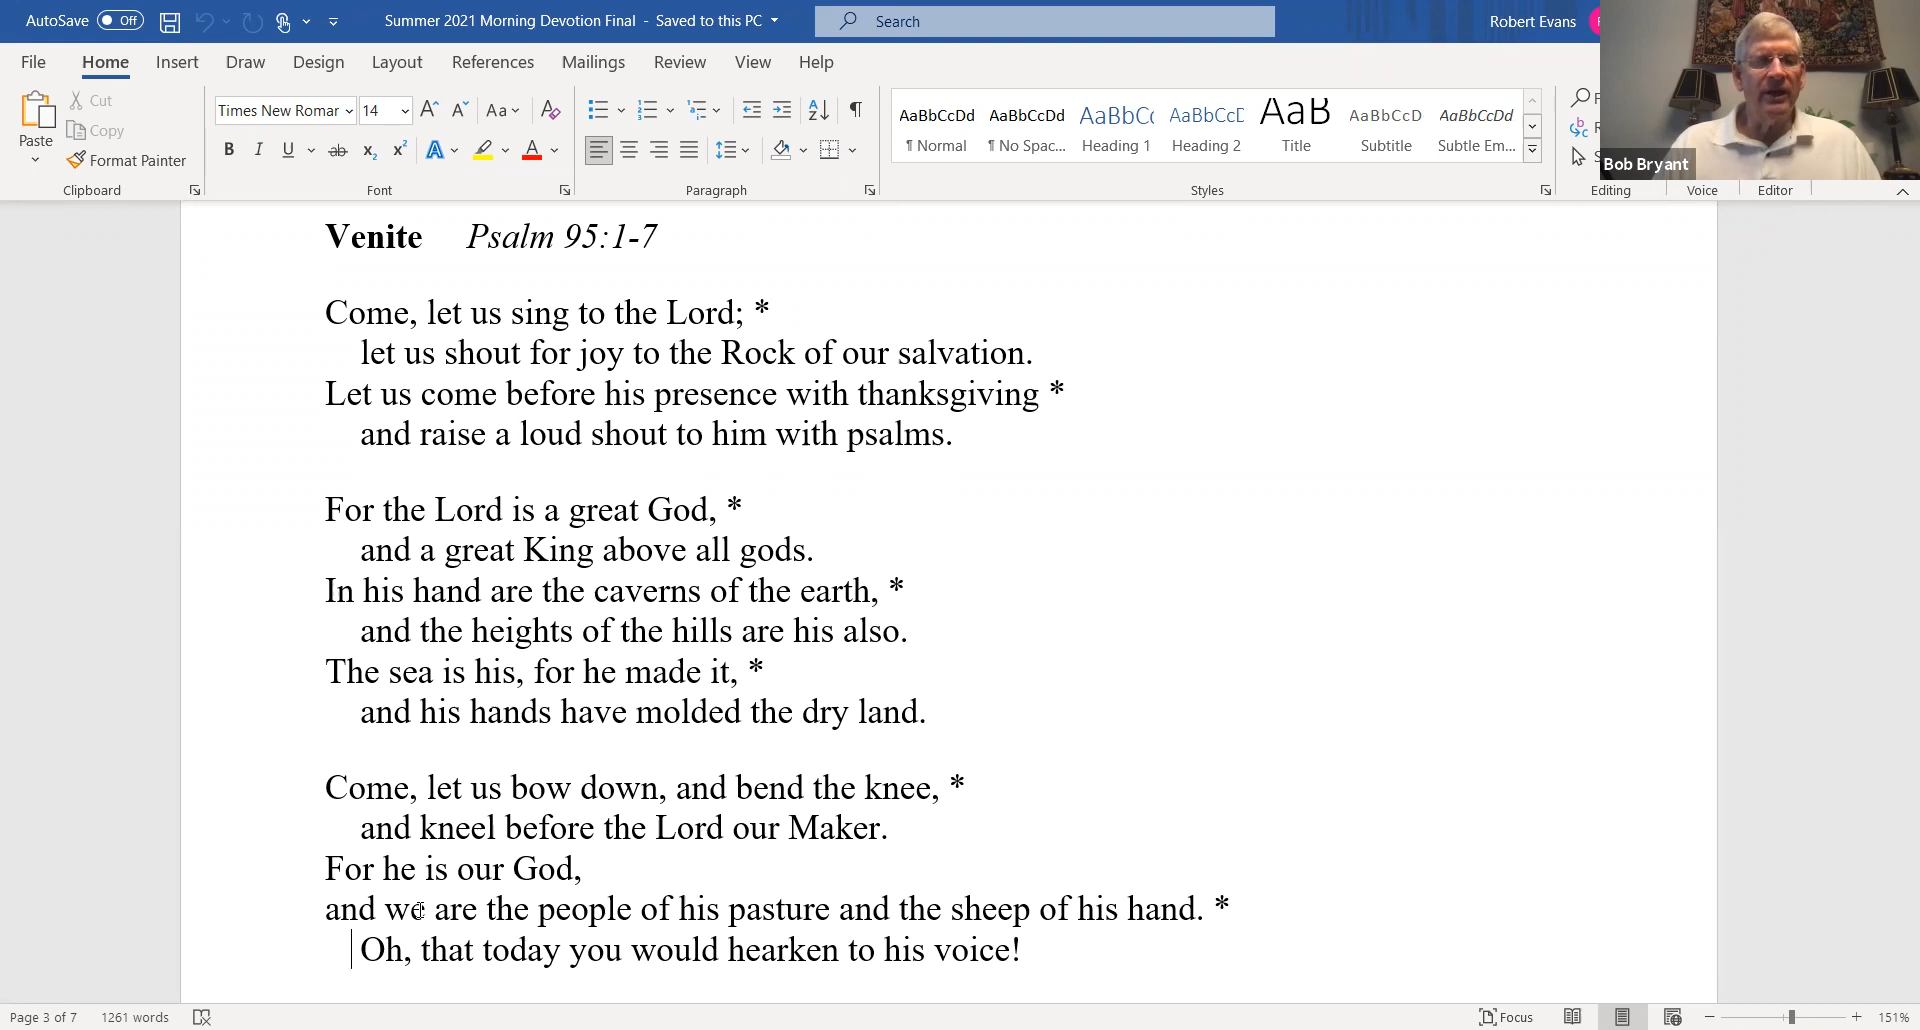 AutoSave Off Summer 2021 Morning Devotion Final - Saved to this PC Search Robert Evans
File Home Insert Draw Design Layout References Mailings Review View Help
Paste Cut Copy Format Painter Clipboard
Times New Romar 14 Aa Font
Paragraph
AaBbCcDd AaBbCcDd AaBbC AaBbCcD AaB AaBbCcD AaBbCcDd
¶ Normal ¶ No Spac... Heading 1 Heading 2 Title Subtitle Subtle Em...
Styles Editing Voice Editor
Bob Bryant
Venite Psalm 95:1-7
Come, let us sing to the Lord; *
let us shout for joy to the Rock of our salvation.
Let us come before his presence with thanksgiving *
and raise a loud shout to him with psalms.
For the Lord is a great God, *
and a great King above all gods.
In his hand are the caverns of the earth, *
and the heights of the hills are his also.
The sea is his, for he made it, *
and his hands have molded the dry land.
Come, let us bow down, and bend the knee, *
and kneel before the Lord our Maker.
For he is our God,
and we are the people of his pasture and the sheep of his hand. *
Oh, that today you would hearken to his voice!
Page 3 of 7 1261 words Focus 151%